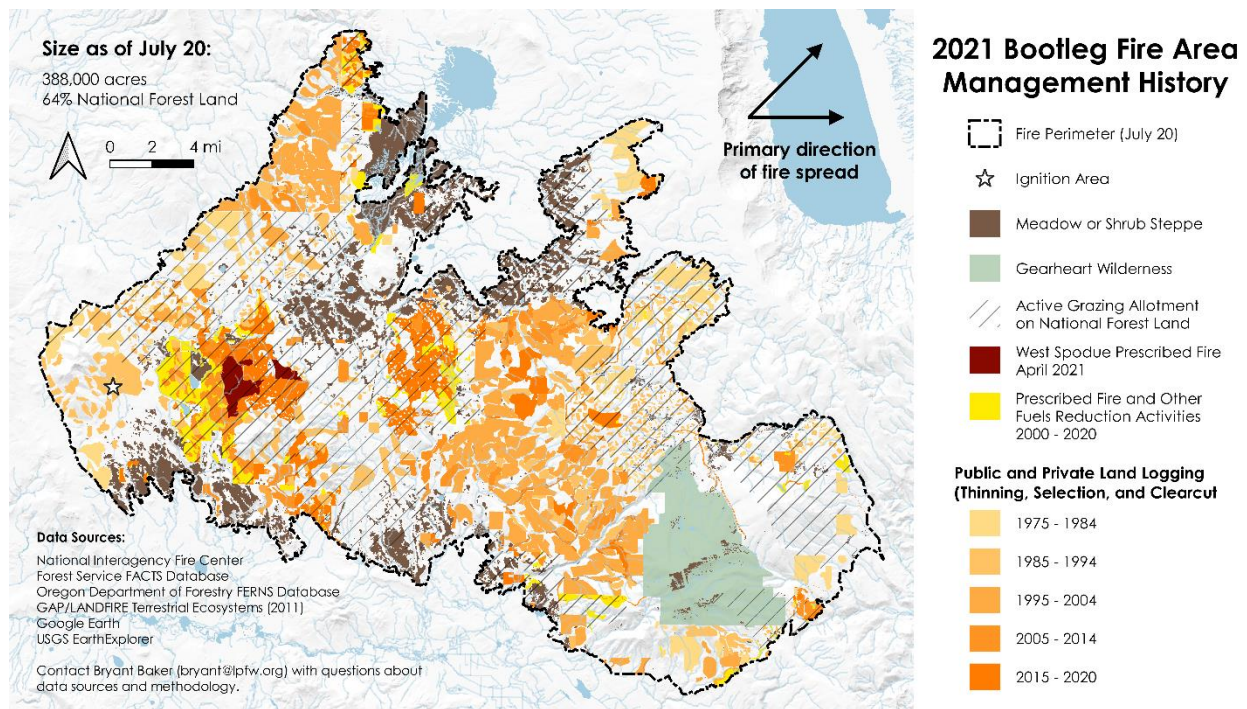 Size as of July 20:
388,000 acres
64% National Forest Land
0 2 4 mi
Primary direction
of fire spread
Data Sources:
National Interagency Fire Center
Forest Service FACTS Database
Oregon Department of Forestry FERNS Database
GAP/LANDFIRE Terrestrial Ecosystems (2011)
Google Earth
USGS EarthExplorer
Contact Bryant Baker (bryant@lpfw.org) with questions about
data sources and methodology.
2021 Bootleg Fire Area
Management History
Fire Perimeter (July 20)
Ignition Area
Meadow or Shrub Steppe
Gearheart Wilderness
Active Grazing Allotment
on National Forest Land
West Spodue Prescribed Fire
April 2021
Prescribed Fire and Other
Fuels Reduction Activities
2000 - 2020
Public and Private Land Logging
(Thinning, Selection, and Clearcut
1975 - 1984
1985 - 1994
1995 - 2004
2005 - 2014
2015 - 2020